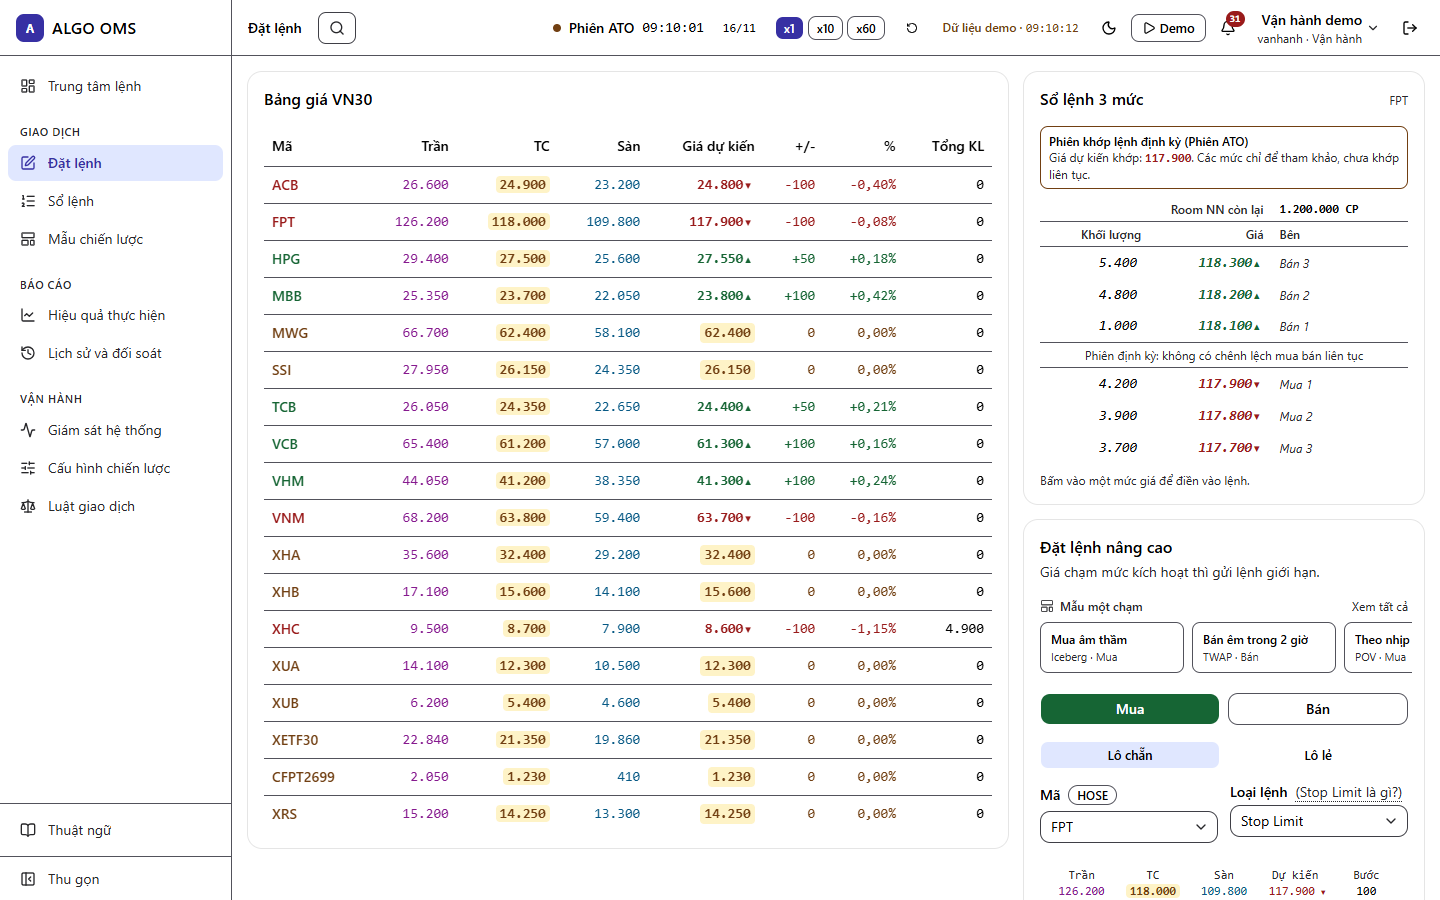 A ALGO OMS
Đặt lệnh
Phiên ATO 09:10:01 16/11 x1 x10 x60
Dữ liệu demo · 09:10:12
Demo
31
Vận hành demo
vanhanh · Vận hành
Trung tâm lệnh
GIAO DỊCH
Đặt lệnh
Sổ lệnh
Mẫu chiến lược
BÁO CÁO
Hiệu quả thực hiện
Lịch sử và đối soát
VẬN HÀNH
Giám sát hệ thống
Cấu hình chiến lược
Luật giao dịch
Thuật ngữ
Thu gọn
Bảng giá VN30
Mã Trần TC Sàn Giá dự kiến +/- % Tổng KL
ACB 26.600 24.900 23.200 24.800▼ -100 -0,40% 0
FPT 126.200 118.000 109.800 117.900▼ -100 -0,08% 0
HPG 29.400 27.500 25.600 27.550▲ +50 +0,18% 0
MBB 25.350 23.700 22.050 23.800▲ +100 +0,42% 0
MWG 66.700 62.400 58.100 62.400 0 0,00% 0
SSI 27.950 26.150 24.350 26.150 0 0,00% 0
TCB 26.050 24.350 22.650 24.400▲ +50 +0,21% 0
VCB 65.400 61.200 57.000 61.300▲ +100 +0,16% 0
VHM 44.050 41.200 38.350 41.300▲ +100 +0,24% 0
VNM 68.200 63.800 59.400 63.700▼ -100 -0,16% 0
XHA 35.600 32.400 29.200 32.400 0 0,00% 0
XHB 17.100 15.600 14.100 15.600 0 0,00% 0
XHC 9.500 8.700 7.900 8.600▼ -100 -1,15% 4.900
XUA 14.100 12.300 10.500 12.300 0 0,00% 0
XUB 6.200 5.400 4.600 5.400 0 0,00% 0
XETF30 22.840 21.350 19.860 21.350 0 0,00% 0
CFPT2699 2.050 1.230 410 1.230 0 0,00% 0
XRS 15.200 14.250 13.300 14.250 0 0,00% 0
Sổ lệnh 3 mức FPT
Phiên khớp lệnh định kỳ (Phiên ATO)
Giá dự kiến khớp: 117.900. Các mức chỉ để tham khảo, chưa khớp
liên tục.
Room NN còn lại 1.200.000 CP
Khối lượng Giá Bên
5.400 118.300▲ Bán 3
4.800 118.200▲ Bán 2
1.000 118.100▲ Bán 1
Phiên định kỳ: không có chênh lệch mua bán liên tục
4.200 117.900▼ Mua 1
3.900 117.800▼ Mua 2
3.700 117.700▼ Mua 3
Bấm vào một mức giá để điền vào lệnh.
Đặt lệnh nâng cao
Giá chạm mức kích hoạt thì gửi lệnh giới hạn.
Mẫu một chạm Xem tất cả
Mua âm thầm
Iceberg · Mua
Bán êm trong 2 giờ
TWAP · Bán
Theo nhịp
POV · Mua
Mua Bán
Lô chẵn Lô lẻ
Mã HOSE
FPT
Loại lệnh (Stop Limit là gì?)
Stop Limit
Trần TC Sàn Dự kiến Bước
126.200 118.000 109.800 117.900 ▼ 100